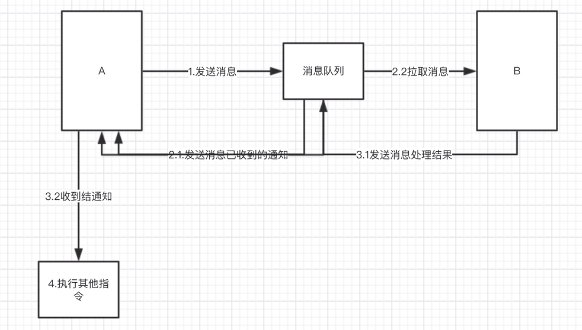 A
1.发送消息
消息队列
2.2拉取消息
B
2.1.发送消息已收到的通知
3.1发送消息处理结果
3.2收到结通知
4.执行其他指
令